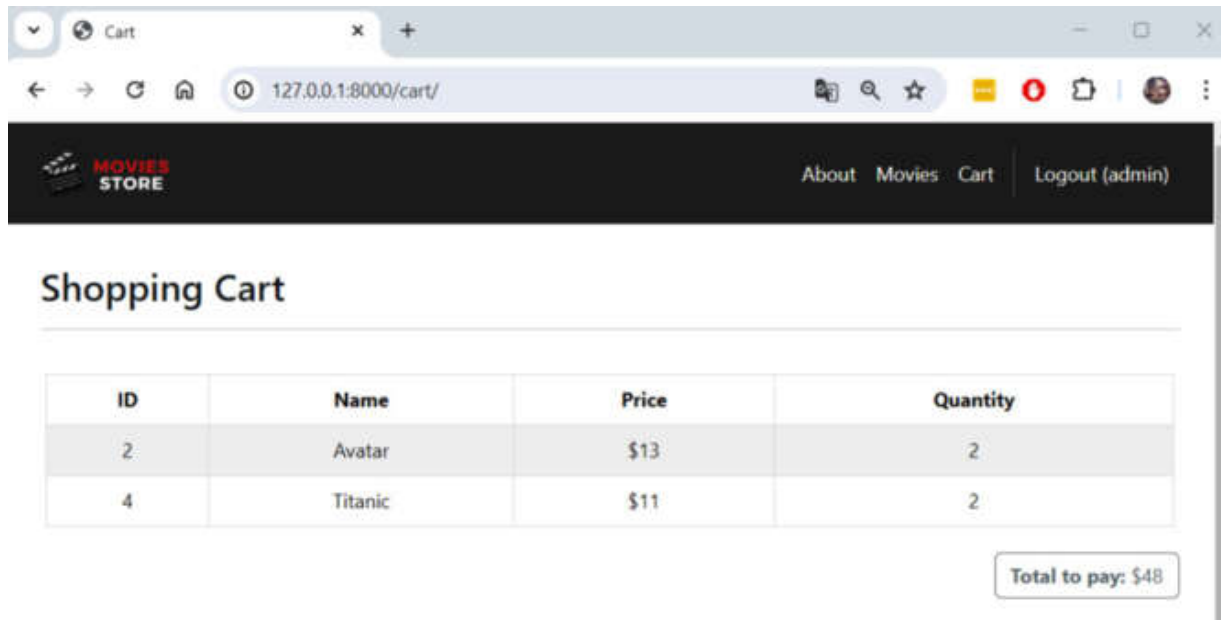 Cart
127.0.0.1:8000/cart/
MOVIES
STORE
About Movies Cart Logout (admin)
Shopping Cart
ID Name Price Quantity
2 Avatar $13 2
4 Titanic $11 2
Total to pay: $48